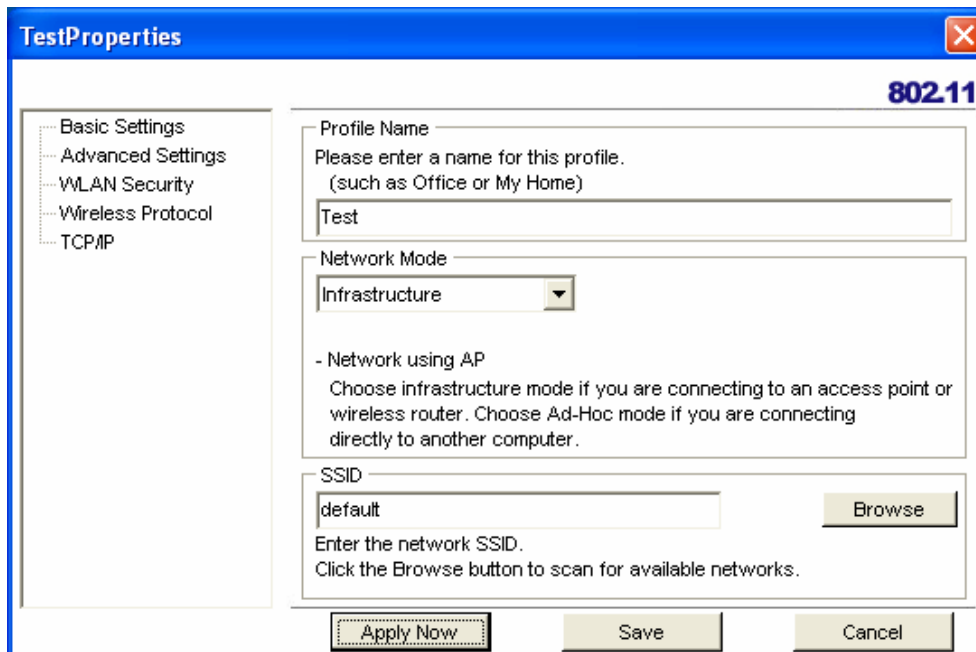 TestProperties
802.11
Basic Settings
Advanced Settings
WLAN Security
Wireless Protocol
TCP/IP
Profile Name
Please enter a name for this profile.
(such as Office or My Home)
Test
Network Mode
Infrastructure
- Network using AP
Choose infrastructure mode if you are connecting to an access point or
wireless router. Choose Ad-Hoc mode if you are connecting
directly to another computer.
SSID
default
Browse
Enter the network SSID.
Click the Browse button to scan for available networks.
Apply Now
Save
Cancel